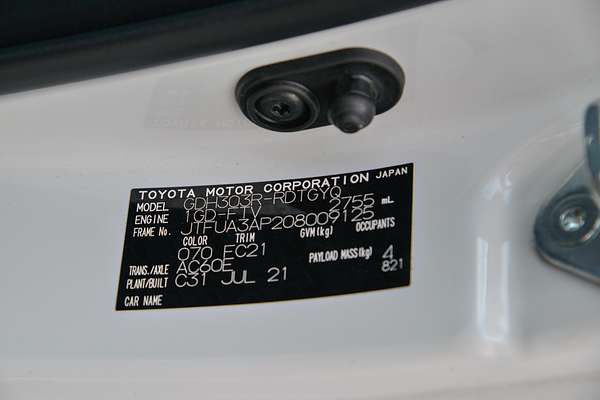 TOYOTA MOTOR CORPORATION JAPAN
MODEL GDH303R-RDTGYQ
ENGINE 1GD-FTV 2755 mL
FRAME No. JTFUA3AP208009125
COLOR TRIM GVM(kg) OCCUPANTS
070 EC21 4
TRANS./AXLE AC60E PAYLOAD MASS(kg) 821
PLANT/BUILT C31 JUL 21
CAR NAME